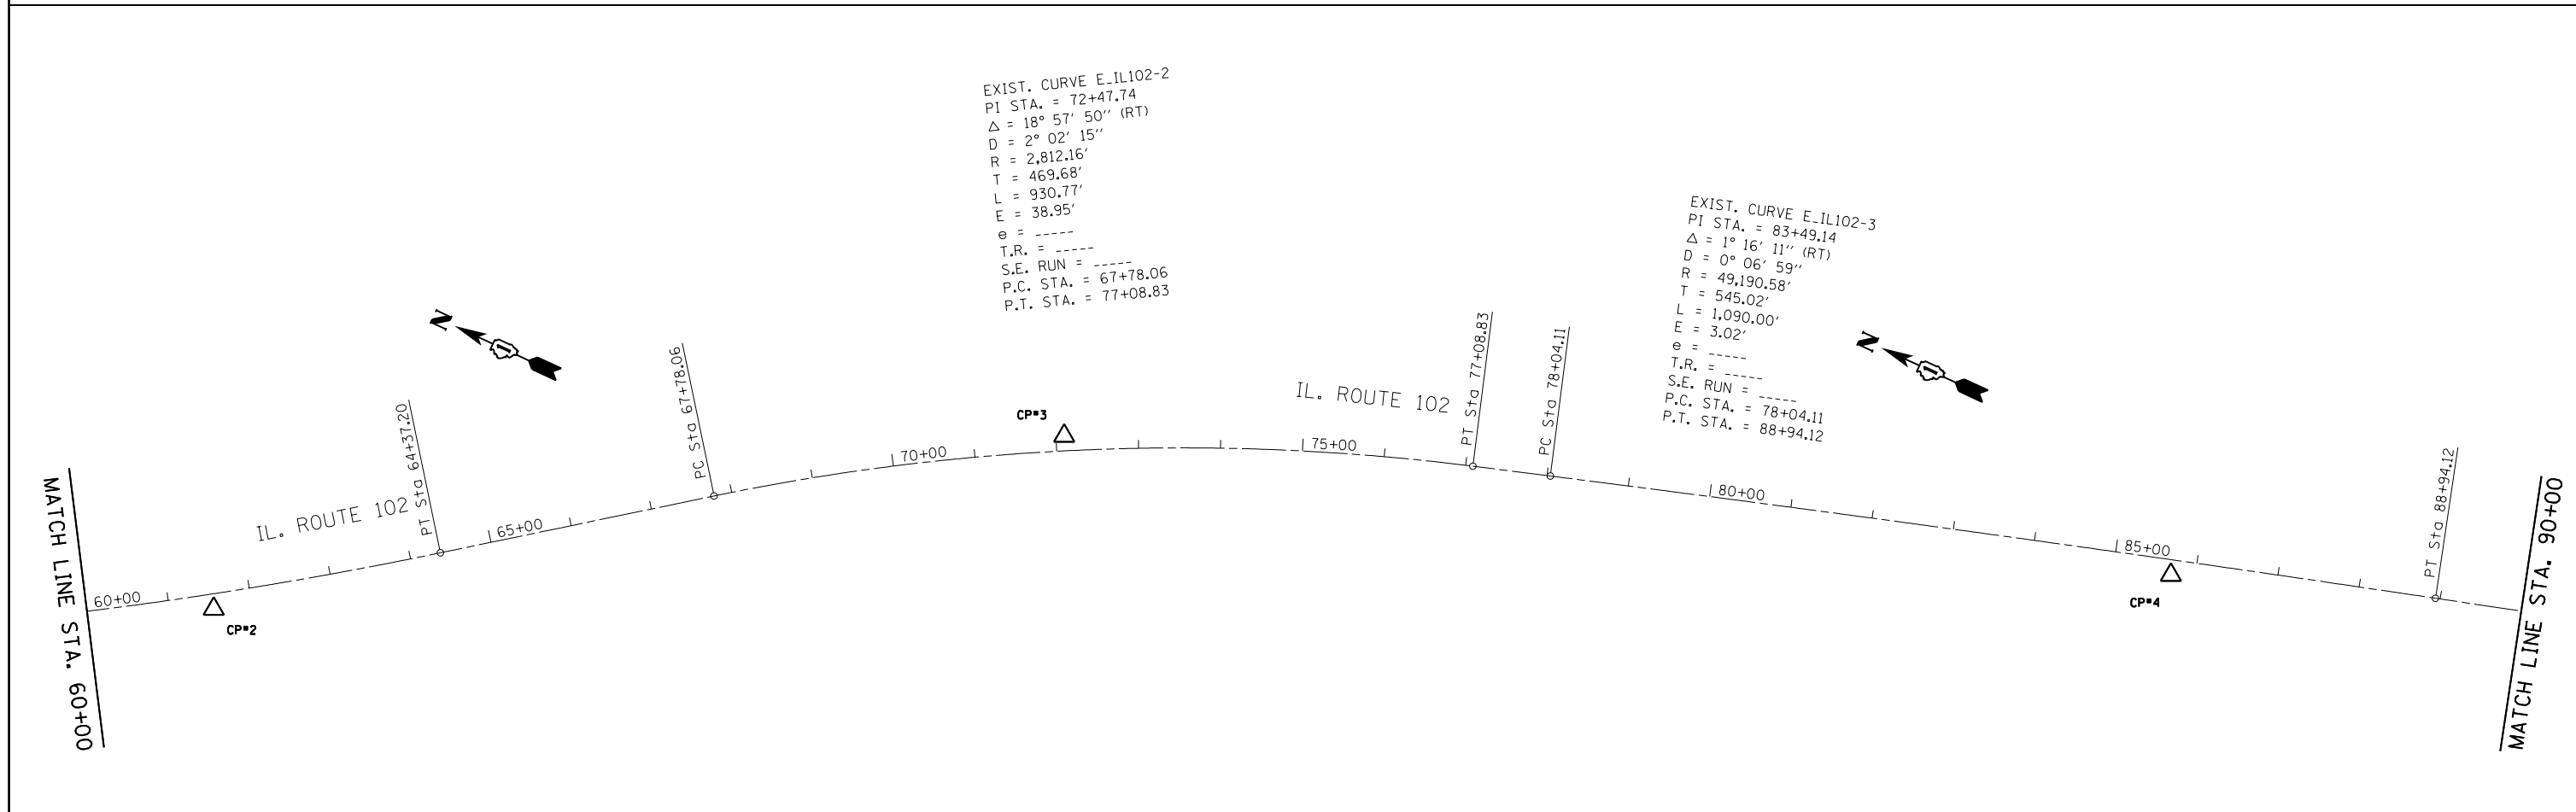 EXIST. CURVE E_IL102-2
PI STA. = 72+47.74
Δ = 18° 57' 50'' (RT)
D = 2° 02' 15''
R = 2,812.16'
T = 469.68'
L = 930.77'
E = 38.95'
e = -----
T.R. = -----
S.E. RUN = -----
P.C. STA. = 67+78.06
P.T. STA. = 77+08.83
EXIST. CURVE E_IL102-3
PI STA. = 83+49.14
Δ = 1° 16' 11'' (RT)
D = 0° 06' 59''
R = 49,190.58'
T = 545.02'
L = 1,090.00'
E = 3.02'
e = -----
T.R. = -----
S.E. RUN = -----
P.C. STA. = 78+04.11
P.T. STA. = 88+94.12
N
N
MATCH LINE STA. 60+00
60+00
CP#2
IL. ROUTE 102
PT Sta 64+37.20
65+00
PC Sta 67+78.06
70+00
CP#3
IL. ROUTE 102
75+00
PT Sta 77+08.83
PC Sta 78+04.11
80+00
85+00
CP#4
PT Sta 88+94.12
MATCH LINE STA. 90+00